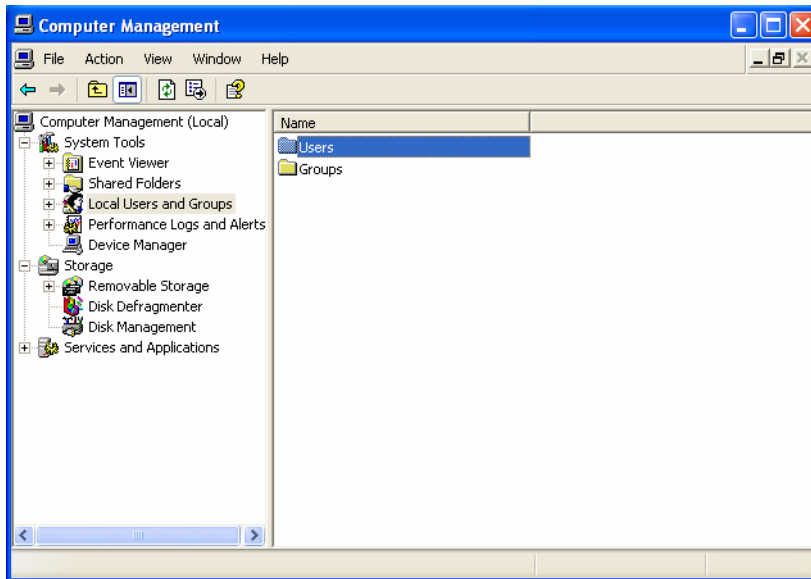 Computer Management
File Action View Window Help
Computer Management (Local)
System Tools
Event Viewer
Shared Folders
Local Users and Groups
Performance Logs and Alerts
Device Manager
Storage
Removable Storage
Disk Defragmenter
Disk Management
Services and Applications
Name
Users
Groups